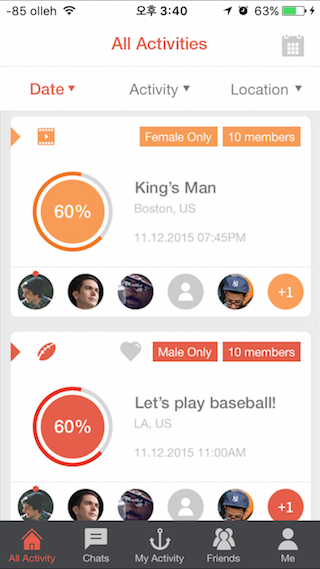 -85 olleh 오후 3:40 63%
All Activities
Date ▾ Activity ▾ Location ▾
Female Only 10 members
60%
King's Man
Boston, US
11.12.2015 07:45PM
+1
Male Only 10 members
60%
Let's play baseball!
LA, US
11.12.2015 11:00AM
+1
All Activity Chats My Activity Friends Me